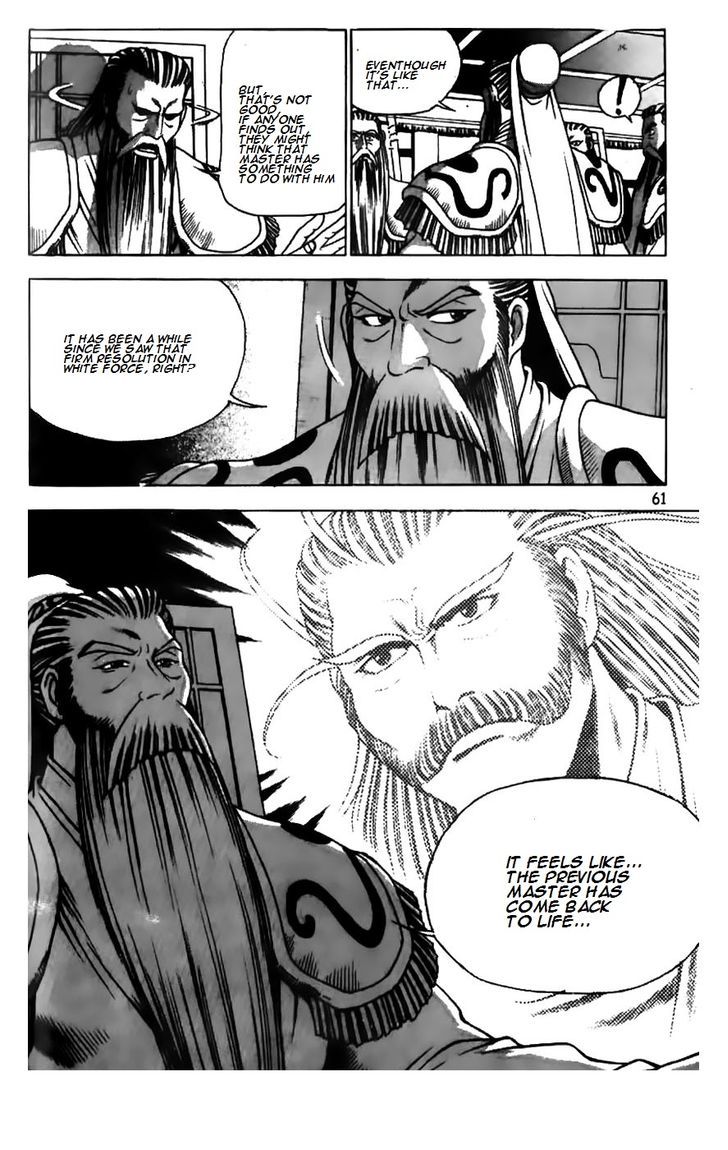 BUT,
THAT'S NOT
GOOD,
IF ANYONE
FINDS OUT,
THEY MIGHT
THINK THAT
MASTER HAS
SOMETHING
TO DO WITH HIM
EVENTHOUGH
IT'S LIKE
THAT...
!
IT HAS BEEN A WHILE
SINCE WE SAW THAT
FIRM RESOLUTION IN
WHITE FORCE, RIGHT?
61
IT FEELS LIKE...
THE PREVIOUS
MASTER HAS
COME BACK
TO LIFE...